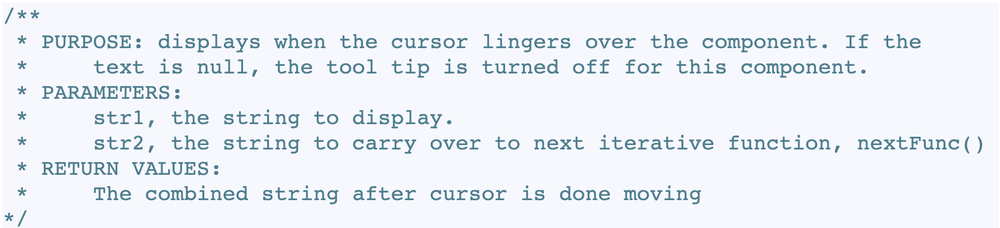 /**
 * PURPOSE: displays when the cursor lingers over the component. If the
 *     text is null, the tool tip is turned off for this component.
 * PARAMETERS:
 *     str1, the string to display.
 *     str2, the string to carry over to next iterative function, nextFunc()
 * RETURN VALUES:
 *     The combined string after cursor is done moving
*/